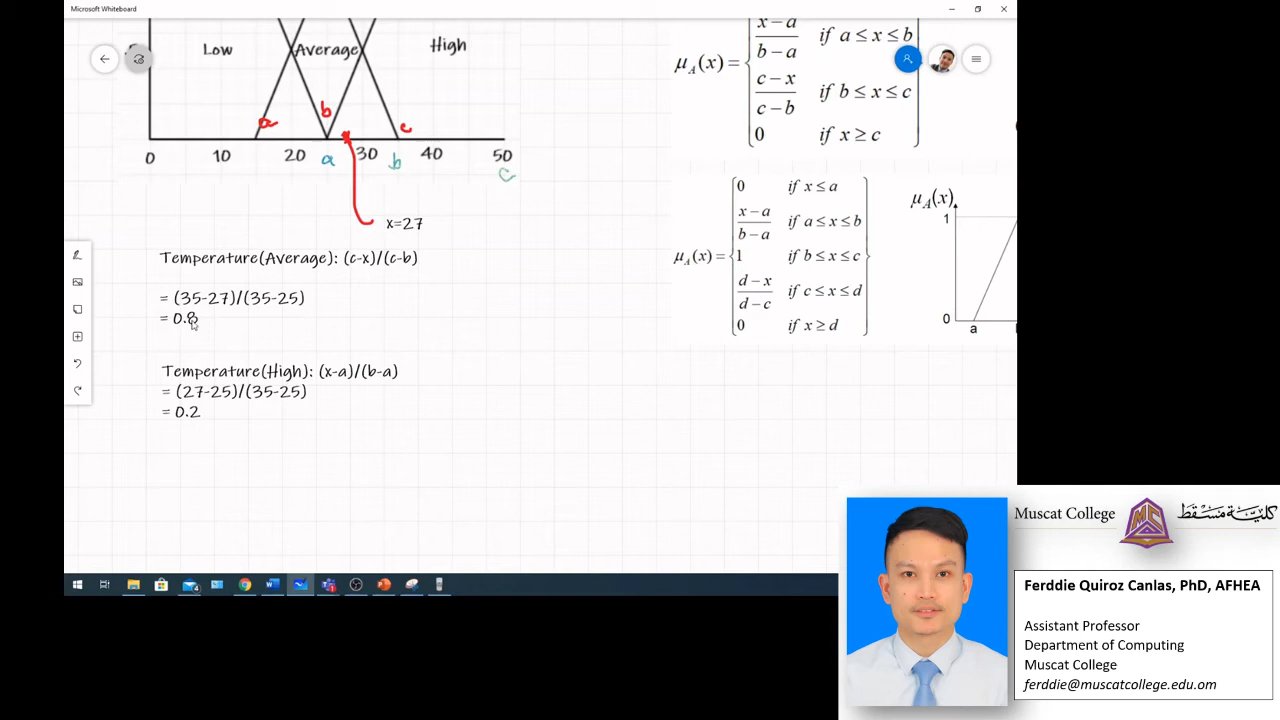 Microsoft Whiteboard
Low Average High
a b c
0 10 20 30 40 50
a b c
x=27
Temperature(Average): (c-x)/(c-b)
= (35-27)/(35-25)
= 0.8
Temperature(High): (x-a)/(b-a)
= (27-25)/(35-25)
= 0.2
μA(x)=
x−a
b−a if a≤x≤b
c−x
c−b if b≤x≤c
0 if x≥c
μA(x)=
0 if x≤a
x−a
b−a if a≤x≤b
1 if b≤x≤c
d−x
d−c if c≤x≤d
0 if x≥d
μA(x)
1
0
a
Muscat College كلية مسقط
MC
Ferddie Quiroz Canlas, PhD, AFHEA
Assistant Professor
Department of Computing
Muscat College
ferddie@muscatcollege.edu.om